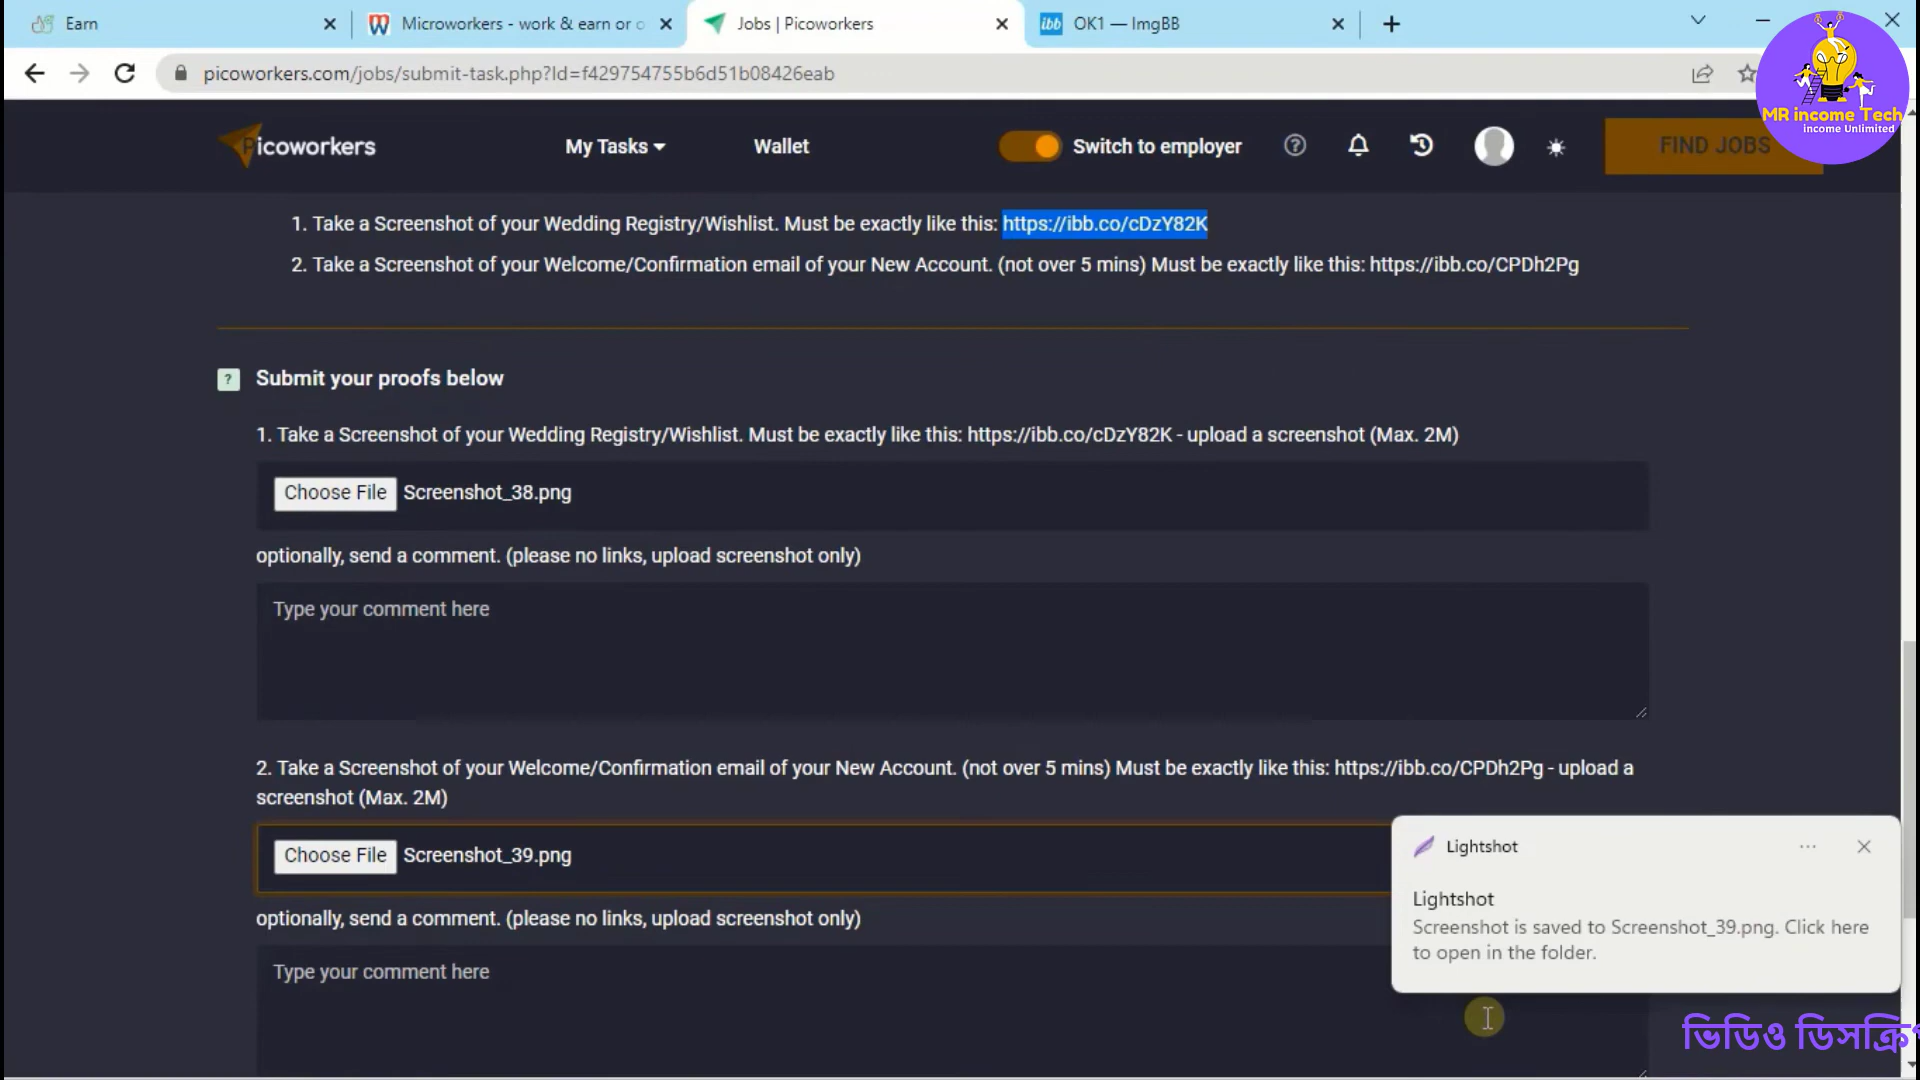 Earn
Microworkers - work & earn or o
Jobs | Picoworkers
ibb OK1 — ImgBB
picoworkers.com/jobs/submit-task.php?Id=f429754755b6d51b08426eab
MR income Tech
income Unlimited
Picoworkers
My Tasks
Wallet
Switch to employer
FIND JOBS
1. Take a Screenshot of your Wedding Registry/Wishlist. Must be exactly like this: https://ibb.co/cDzY82K
2. Take a Screenshot of your Welcome/Confirmation email of your New Account. (not over 5 mins) Must be exactly like this: https://ibb.co/CPDh2Pg
? Submit your proofs below
1. Take a Screenshot of your Wedding Registry/Wishlist. Must be exactly like this: https://ibb.co/cDzY82K - upload a screenshot (Max. 2M)
Choose File Screenshot_38.png
optionally, send a comment. (please no links, upload screenshot only)
Type your comment here
2. Take a Screenshot of your Welcome/Confirmation email of your New Account. (not over 5 mins) Must be exactly like this: https://ibb.co/CPDh2Pg - upload a
screenshot (Max. 2M)
Choose File Screenshot_39.png
optionally, send a comment. (please no links, upload screenshot only)
Type your comment here
Lightshot
Lightshot
Screenshot is saved to Screenshot_39.png. Click here
to open in the folder.
ভিডিও